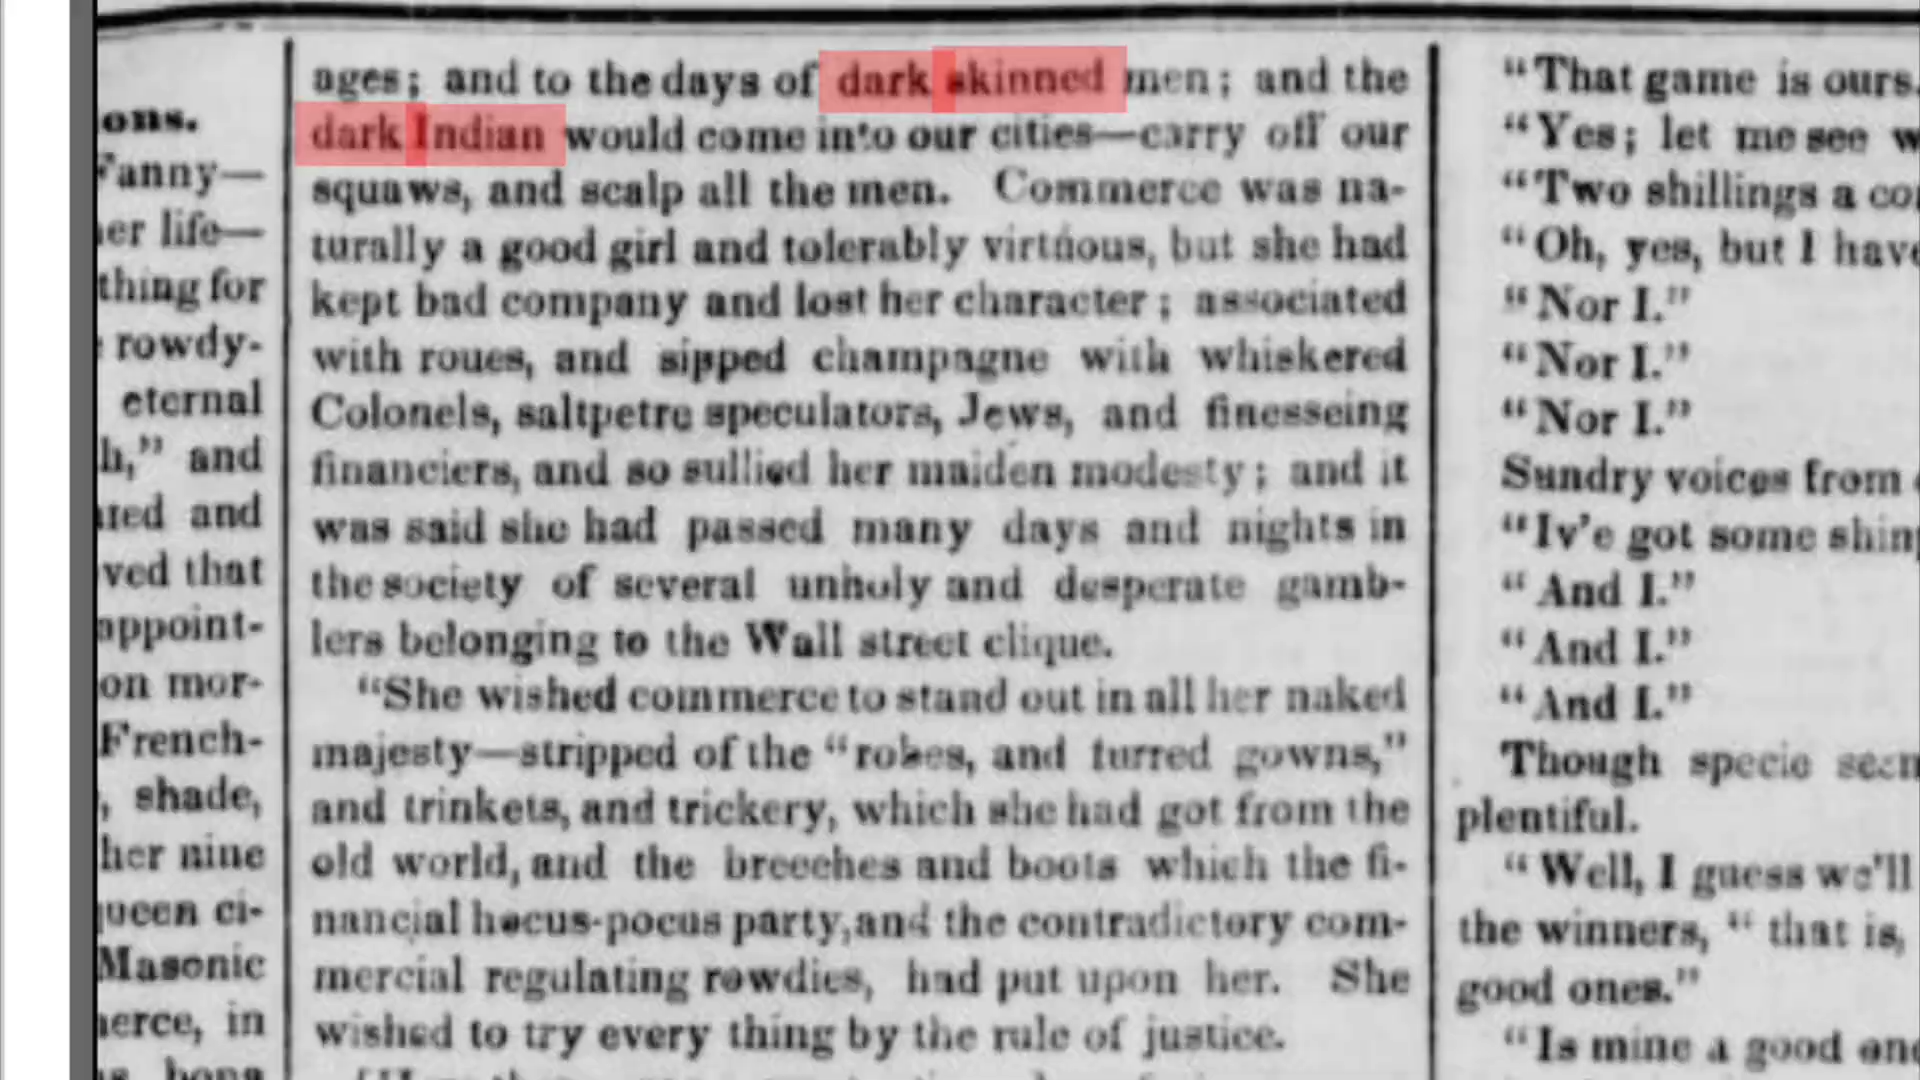 ons.
Fanny—
er life—
thing for
rowdy-
eternal
h," and
and
ved that
appoint-
on mor-
French-
, shade,
her nine
queen ci-
Masonic
erce, in
ages; and to the days of dark skinned men; and the
dark Indian would come into our cities—carry off our
squaws, and scalp all the men. Commerce was na-
turally a good girl and tolerably virtuous, but she had
kept bad company and lost her character; associated
with roues, and sipped champagne with whiskered
Colonels, saltpetre speculators, Jews, and finesseing
financiers, and so sullied her maiden modesty; and it
was said she had passed many days and nights in
the society of several unholy and desperate gamb-
lers belonging to the Wall street clique.
"She wished commerce to stand out in all her naked
majesty—stripped of the "robes, and furred gowns,"
and trinkets, and trickery, which she had got from the
old world, and the breeches and boots which the fi-
nancial hocus-pocus party, and the contradictory com-
mercial regulating rowdies, had put upon her. She
wished to try every thing by the rule of justice.
"That game is ours.
"Yes; let me see w
"Two shillings a co
"Oh, yes, but I have
"Nor I."
"Nor I."
"Nor I."
Sundry voices from
"Iv'e got some shin
"And I."
"And I."
"And I."
Though specie seem
plentiful.
"Well, I guess we'll
the winners, "that is,
good ones."
"Is mine a good one